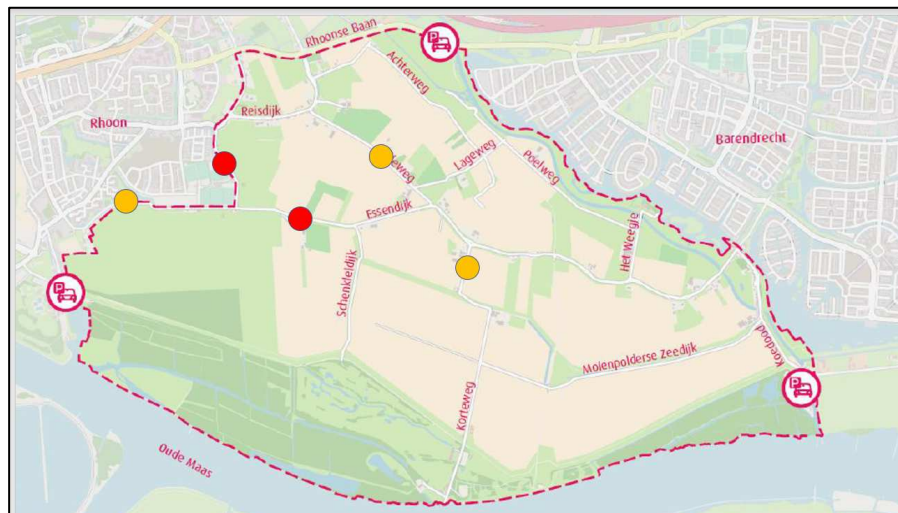 Rhoonse Baan
P
Achterweg
Reisdijk
Rhoon
Barendrecht
Lageweg
Poelweg
Essendijk
Het Weegje
Schenkeldijk
P
Molenpolderse Zeedijk
Koedood
P
Korteweg
Oude Maas